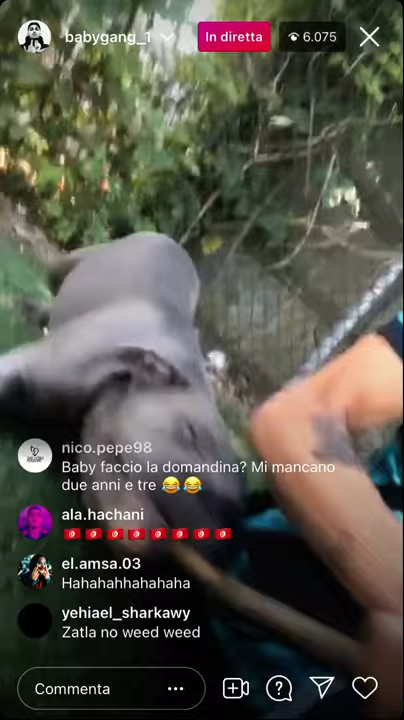 babygang_1
In diretta
6.075
nico.pepe98
Baby faccio la domandina? Mi mancano
due anni e tre 😂😂
ala.hachani
🇹🇳🇹🇳🇹🇳🇹🇳🇹🇳🇹🇳🇹🇳🇹🇳
el.amsa.03
Hahahahhahahaha
yehiael_sharkawy
Zatla no weed weed
Commenta